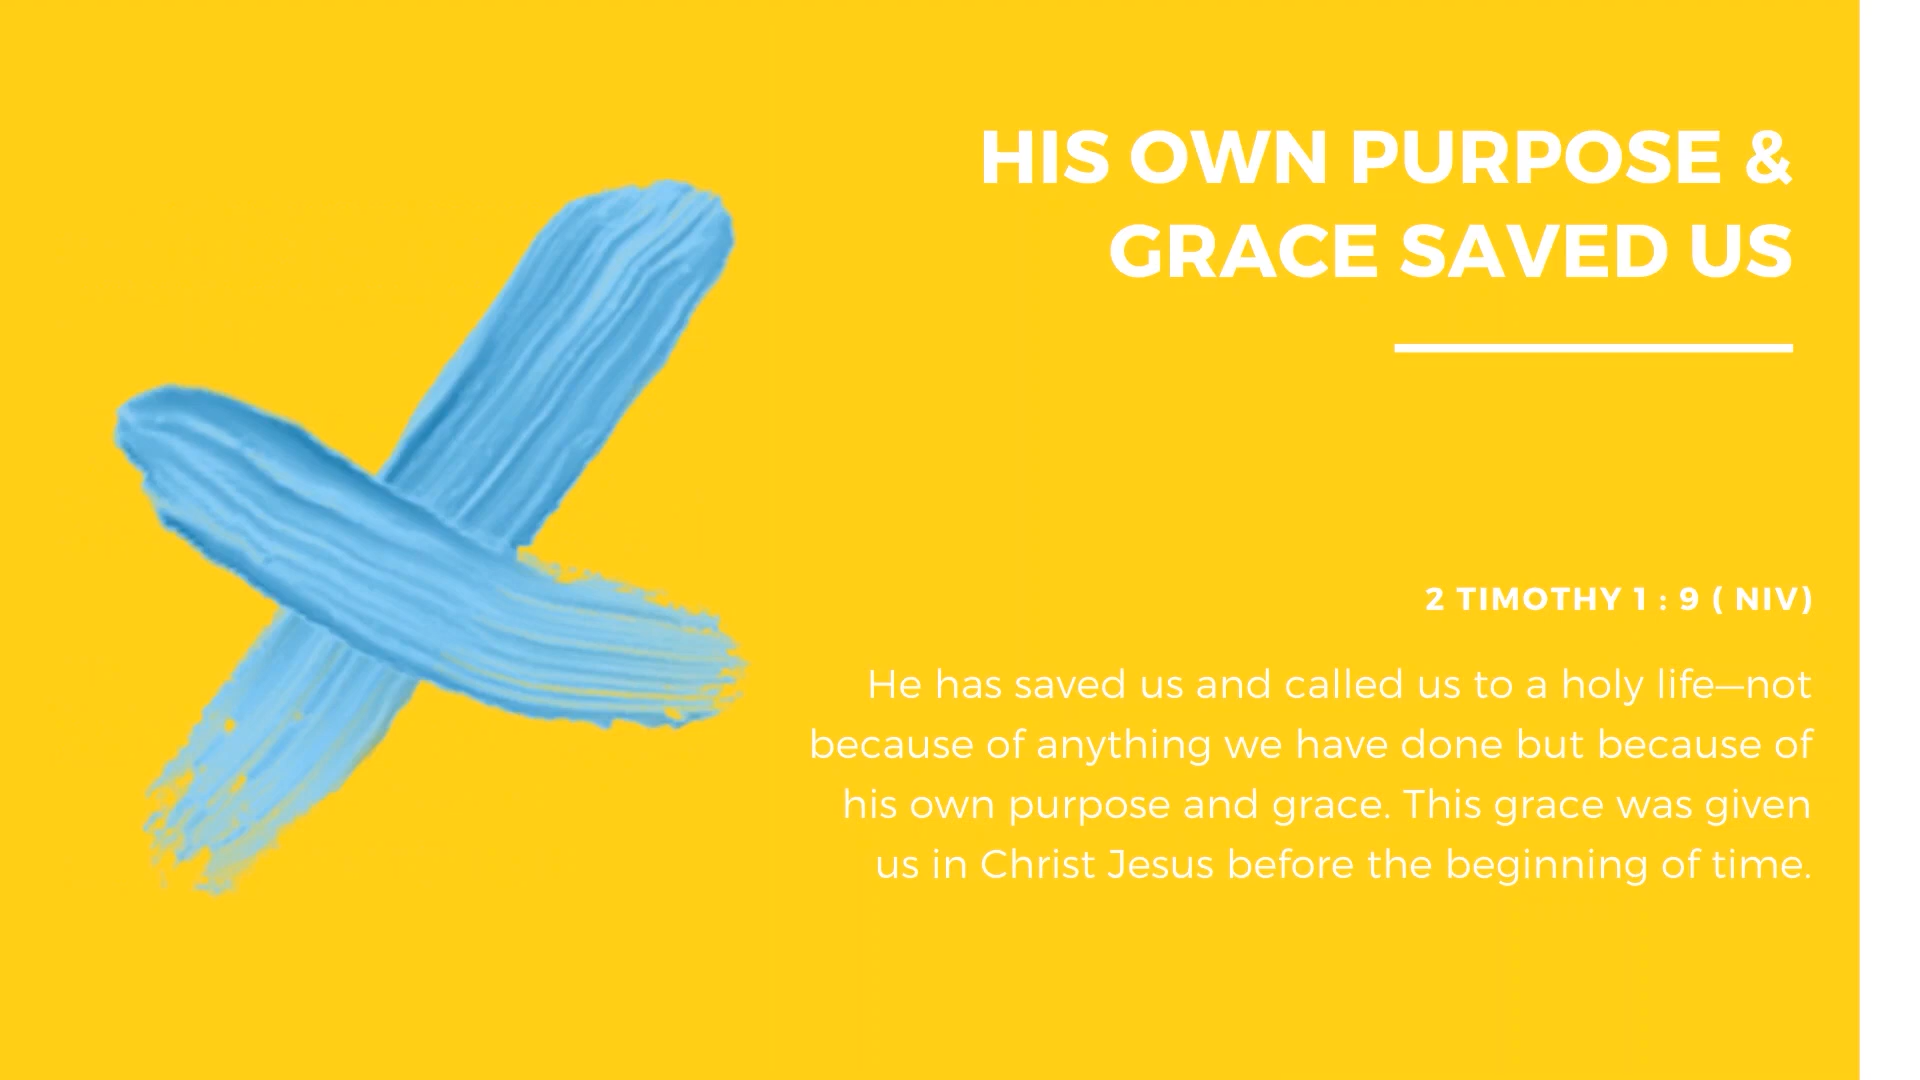 HIS OWN PURPOSE &
GRACE SAVED US
2 TIMOTHY 1 : 9 ( NIV)
He has saved us and called us to a holy life—not
because of anything we have done but because of
his own purpose and grace. This grace was given
us in Christ Jesus before the beginning of time.